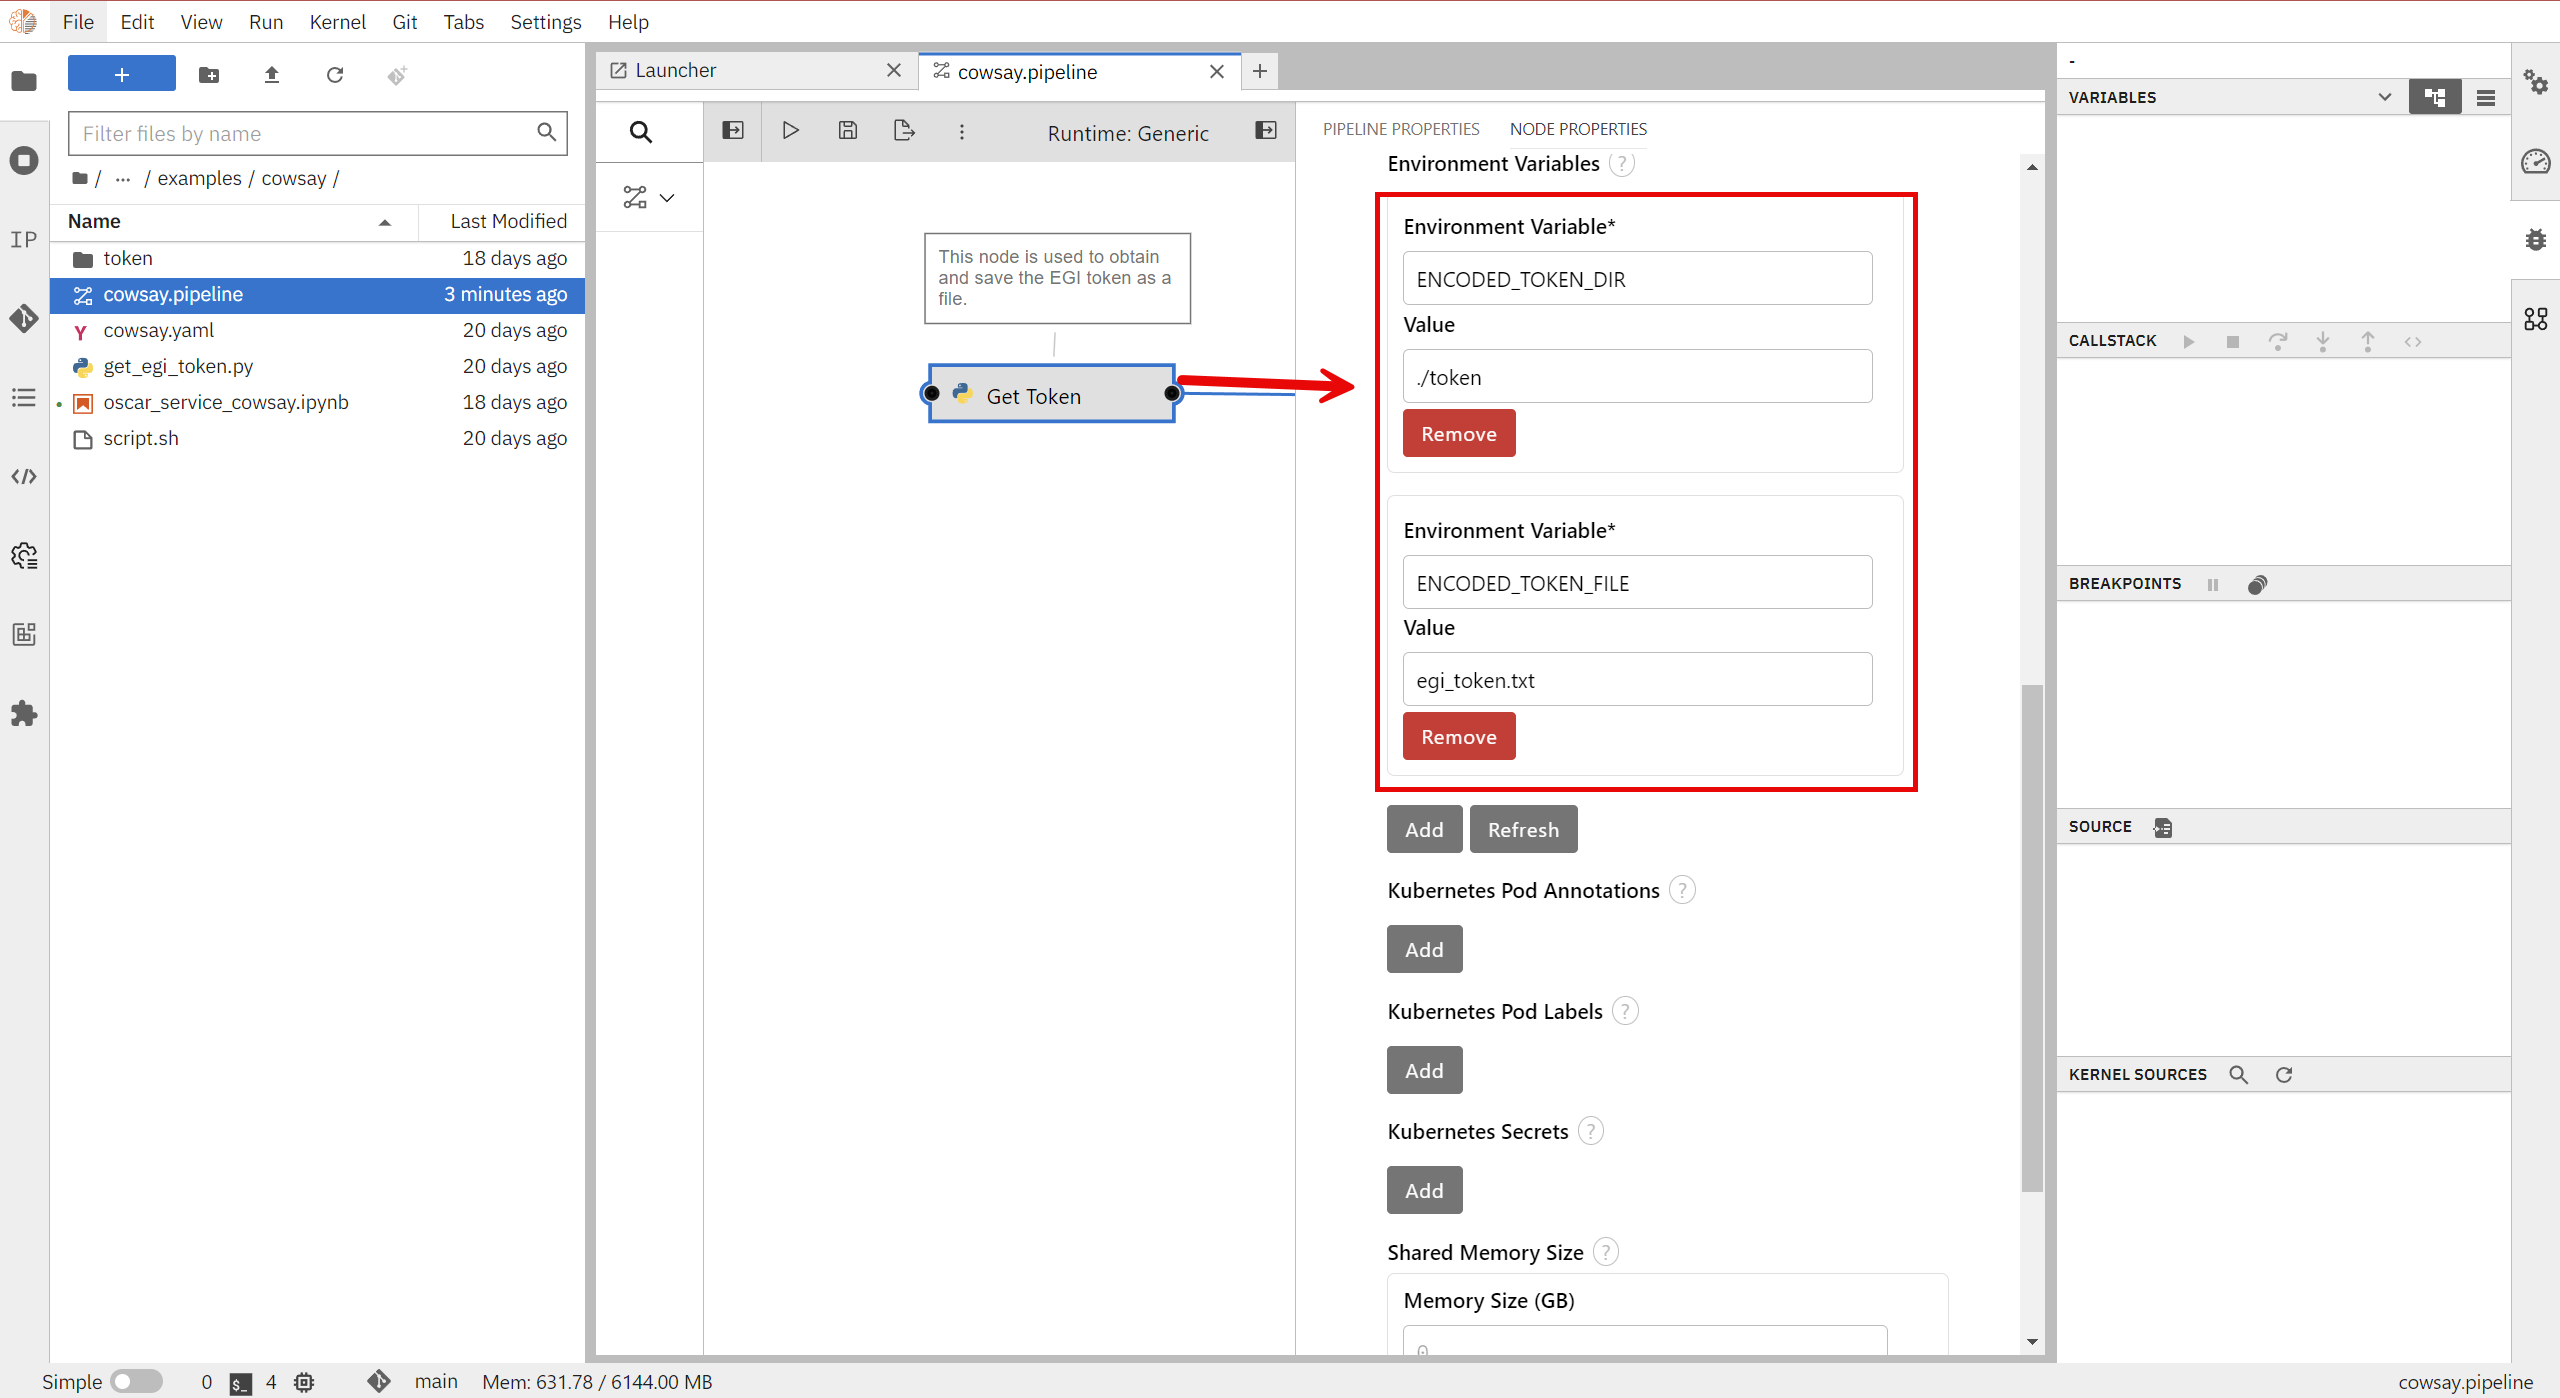 File Edit View Run Kernel Git Tabs Settings Help
+
Filter files by name
/ ... / examples / cowsay /
Name Last Modified
token 18 days ago
cowsay.pipeline 3 minutes ago
Y cowsay.yaml 20 days ago
get_egi_token.py 20 days ago
oscar_service_cowsay.ipynb 18 days ago
script.sh 20 days ago
IP
Launcher
cowsay.pipeline
Runtime: Generic
This node is used to obtain
and save the EGI token as a
file.
Get Token
PIPELINE PROPERTIES NODE PROPERTIES
Environment Variables ?
Environment Variable*
ENCODED_TOKEN_DIR
Value
./token
Remove
Environment Variable*
ENCODED_TOKEN_FILE
Value
egi_token.txt
Remove
Add Refresh
Kubernetes Pod Annotations ?
Add
Kubernetes Pod Labels ?
Add
Kubernetes Secrets ?
Add
Shared Memory Size ?
Memory Size (GB)
-
VARIABLES
CALLSTACK
BREAKPOINTS
SOURCE
KERNEL SOURCES
Simple 0 $_ 4 main Mem: 631.78 / 6144.00 MB cowsay.pipeline